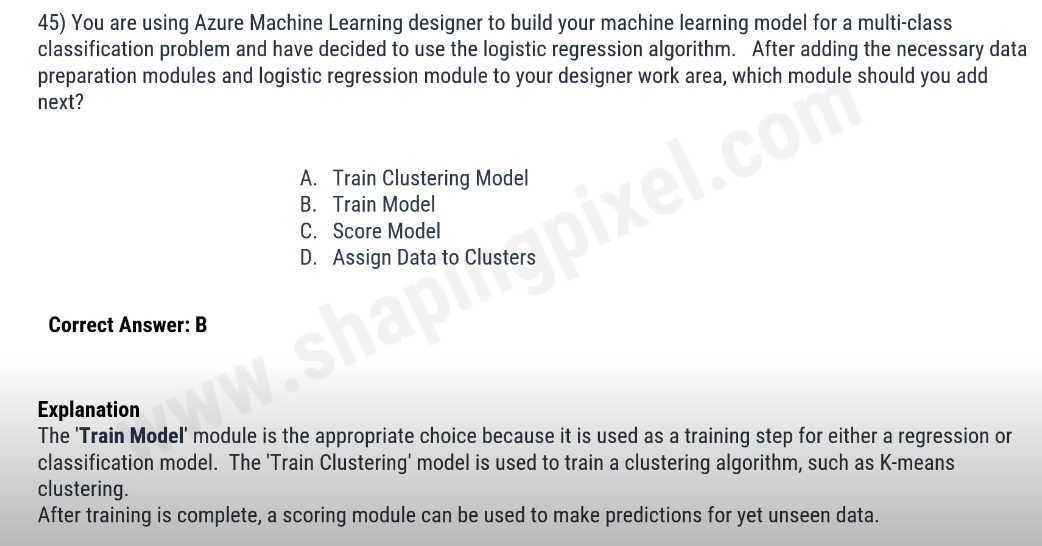 45) You are using Azure Machine Learning designer to build your machine learning model for a multi-class
classification problem and have decided to use the logistic regression algorithm. After adding the necessary data
preparation modules and logistic regression module to your designer work area, which module should you add
next?
A. Train Clustering Model
B. Train Model
C. Score Model
D. Assign Data to Clusters
www.shapingpixel.com
Correct Answer: B
Explanation
The 'Train Model' module is the appropriate choice because it is used as a training step for either a regression or
classification model. The 'Train Clustering' model is used to train a clustering algorithm, such as K-means
clustering.
After training is complete, a scoring module can be used to make predictions for yet unseen data.